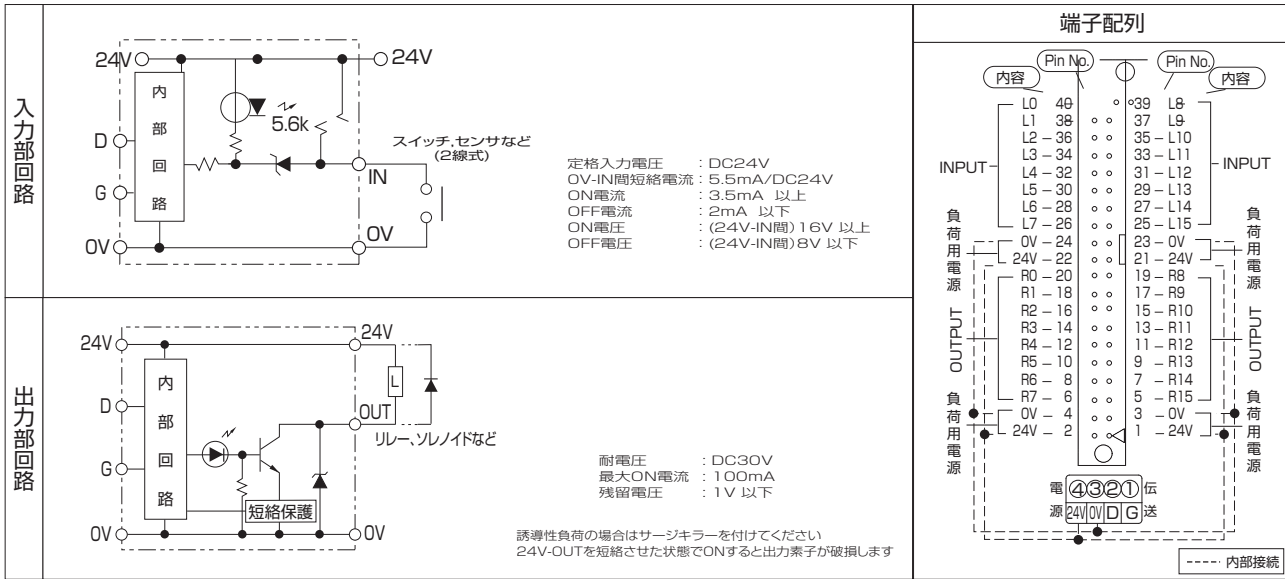 入力部回路
24V
24V
内部回路
5.6k
D
G
IN
スイッチ,センサなど
(2線式)
0V
0V
定格入力電圧 : DC24V
0V-IN間短絡電流 : 5.5mA/DC24V
ON電流 : 3.5mA 以上
OFF電流 : 2mA 以下
ON電圧 : (24V-IN間)16V 以上
OFF電圧 : (24V-IN間)8V 以下
出力部回路
24V
24V
内部回路
L
D
G
OUT
リレー、ソレノイドなど
短絡保護
0V
0V
耐電圧 : DC30V
最大ON電流 : 100mA
残留電圧 : 1V 以下
誘導性負荷の場合はサージキラーを付けてください
24V-OUTを短絡させた状態でONすると出力素子が破損します
端子配列
内容 Pin No. Pin No. 内容
L0 40 39 L8
L1 38 37 L9
L2 – 36 35 – L10
L3 – 34 33 – L11
INPUT INPUT
L4 – 32 31 – L12
L5 – 30 29 – L13
L6 – 28 27 – L14
L7 – 26 25 – L15
負荷用電源 負荷用電源
0V – 24 23 – 0V
24V – 22 21 – 24V
R0 – 20 19 – R8
R1 – 18 17 – R9
R2 – 16 15 – R10
R3 – 14 13 – R11
OUTPUT OUTPUT
R4 – 12 11 – R12
R5 – 10 9 – R13
R6 – 8 7 – R14
R7 – 6 5 – R15
負荷用電源 負荷用電源
0V – 4 3 – 0V
24V – 2 1 – 24V
電源 ④③②① 伝送
24V 0V D G
----- 内部接続